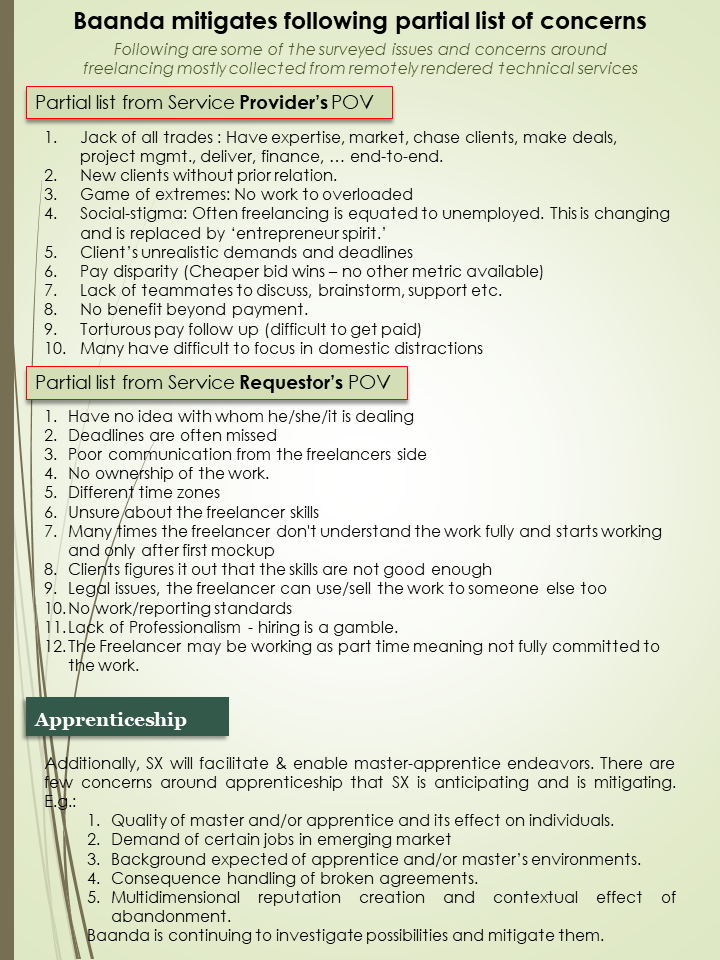 Baanda mitigates following partial list of concerns
Following are some of the surveyed issues and concerns around
freelancing mostly collected from remotely rendered technical services
Partial list from Service Provider's POV
1. Jack of all trades : Have expertise, market, chase clients, make deals,
project mgmt., deliver, finance, … end-to-end.
2. New clients without prior relation.
3. Game of extremes: No work to overloaded
4. Social-stigma: Often freelancing is equated to unemployed. This is changing
and is replaced by ‘entrepreneur spirit.’
5. Client’s unrealistic demands and deadlines
6. Pay disparity (Cheaper bid wins – no other metric available)
7. Lack of teammates to discuss, brainstorm, support etc.
8. No benefit beyond payment.
9. Torturous pay follow up (difficult to get paid)
10. Many have difficult to focus in domestic distractions
Partial list from Service Requestor’s POV
1. Have no idea with whom he/she/it is dealing
2. Deadlines are often missed
3. Poor communication from the freelancers side
4. No ownership of the work.
5. Different time zones
6. Unsure about the freelancer skills
7. Many times the freelancer don't understand the work fully and starts working
and only after first mockup
8. Clients figures it out that the skills are not good enough
9. Legal issues, the freelancer can use/sell the work to someone else too
10. No work/reporting standards
11. Lack of Professionalism - hiring is a gamble.
12. The Freelancer may be working as part time meaning not fully committed to
the work.
Apprenticeship
Additionally, SX will facilitate & enable master-apprentice endeavors. There are
few concerns around apprenticeship that SX is anticipating and is mitigating.
E.g.:
1. Quality of master and/or apprentice and its effect on individuals.
2. Demand of certain jobs in emerging market
3. Background expected of apprentice and/or master’s environments.
4. Consequence handling of broken agreements.
5. Multidimensional reputation creation and contextual effect of
abandonment.
Baanda is continuing to investigate possibilities and mitigate them.